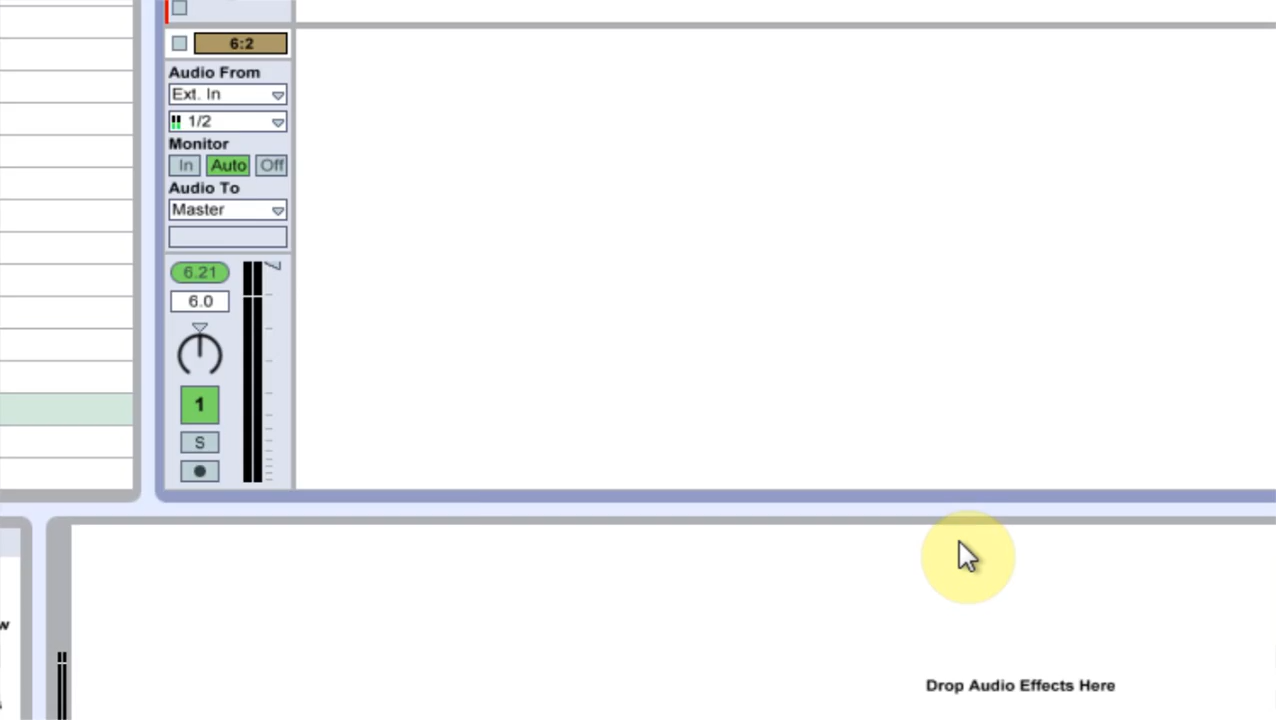 6:2
Audio From
Ext. In
1/2
Monitor
In Auto Off
Audio To
Master
6.21
6.0
1
S
w
Drop Audio Effects Here